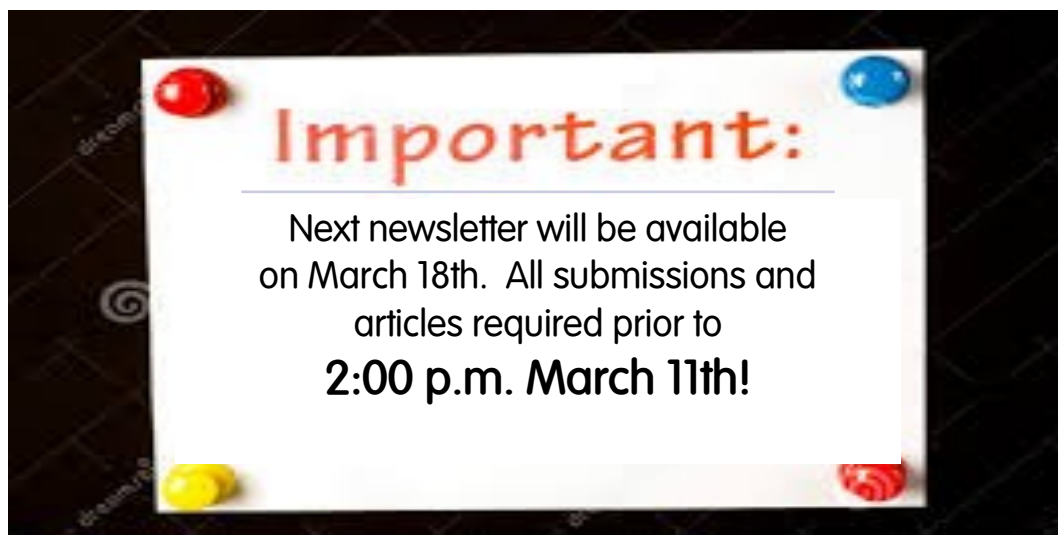 Important:
Next newsletter will be available
on March 18th.  All submissions and
articles required prior to
2:00 p.m. March 11th!